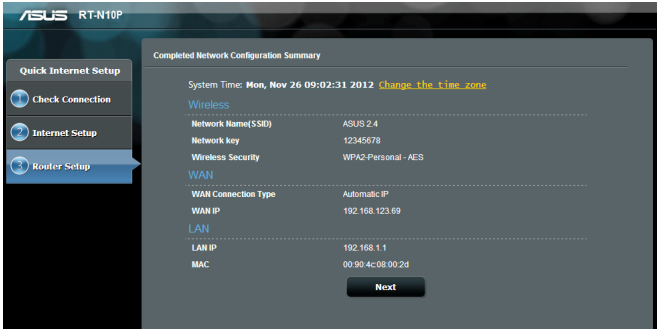 ASUS RT-N10P
Quick Internet Setup
1 Check Connection
2 Internet Setup
3 Router Setup
Completed Network Configuration Summary
System Time: Mon, Nov 26 09:02:31 2012 Change the time zone
Wireless
Network Name(SSID) ASUS 2.4
Network key 12345678
Wireless Security WPA2-Personal - AES
WAN
WAN Connection Type Automatic IP
WAN IP 192.168.123.69
LAN
LAN IP 192.168.1.1
MAC 00:90:4c:08:00:2d
Next